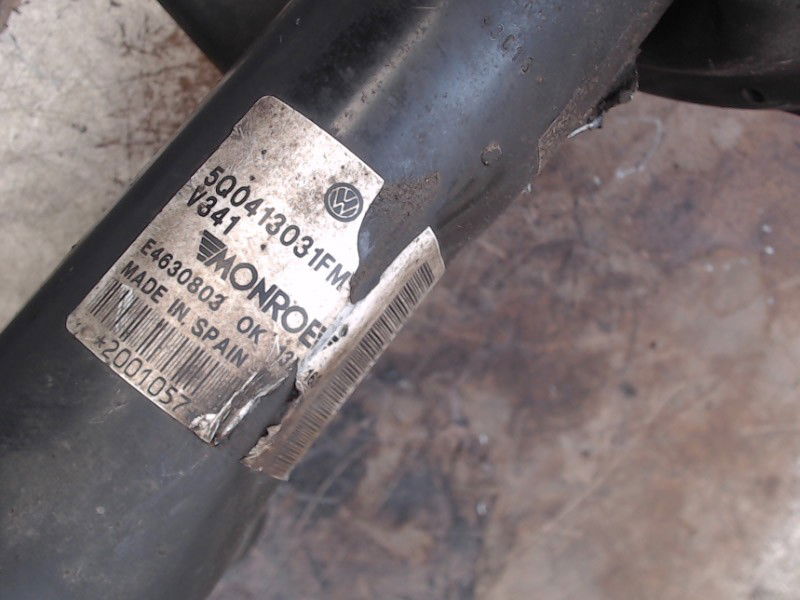 5Q0413031FM
V341
MONROE
E4630803 OK
MADE IN SPAIN
*2001057